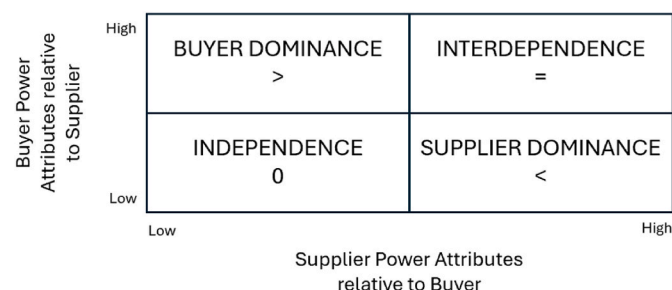 High
Buyer Power
Attributes relative
to Supplier
BUYER DOMINANCE
>
INTERDEPENDENCE
=
INDEPENDENCE
0
SUPPLIER DOMINANCE
<
Low
Low
High
Supplier Power Attributes
relative to Buyer